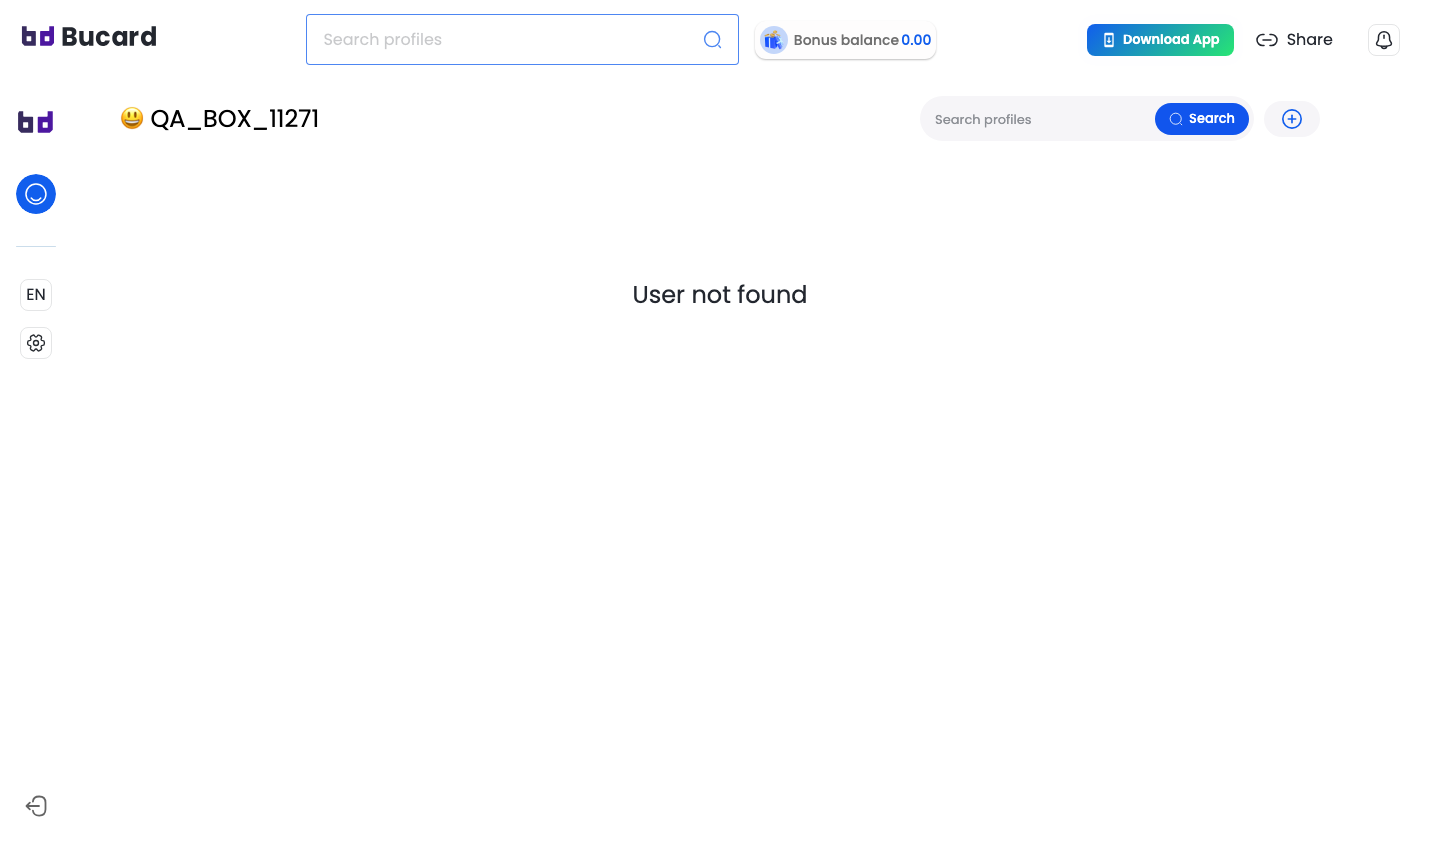 bd Bucard
Search profiles
Bonus balance 0.00
Download App
Share
bd
😃 QA_BOX_11271
Search profiles
Search
User not found
EN